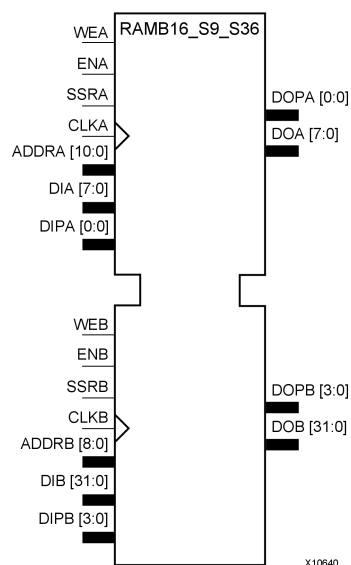 RAMB16_S9_S36
WEA
ENA
SSRA
CLKA
ADDRA [10:0]
DIA [7:0]
DIPA [0:0]
DOPA [0:0]
DOA [7:0]
WEB
ENB
SSRB
CLKB
ADDRB [8:0]
DIB [31:0]
DIPB [3:0]
DOPB [3:0]
DOB [31:0]
X10640